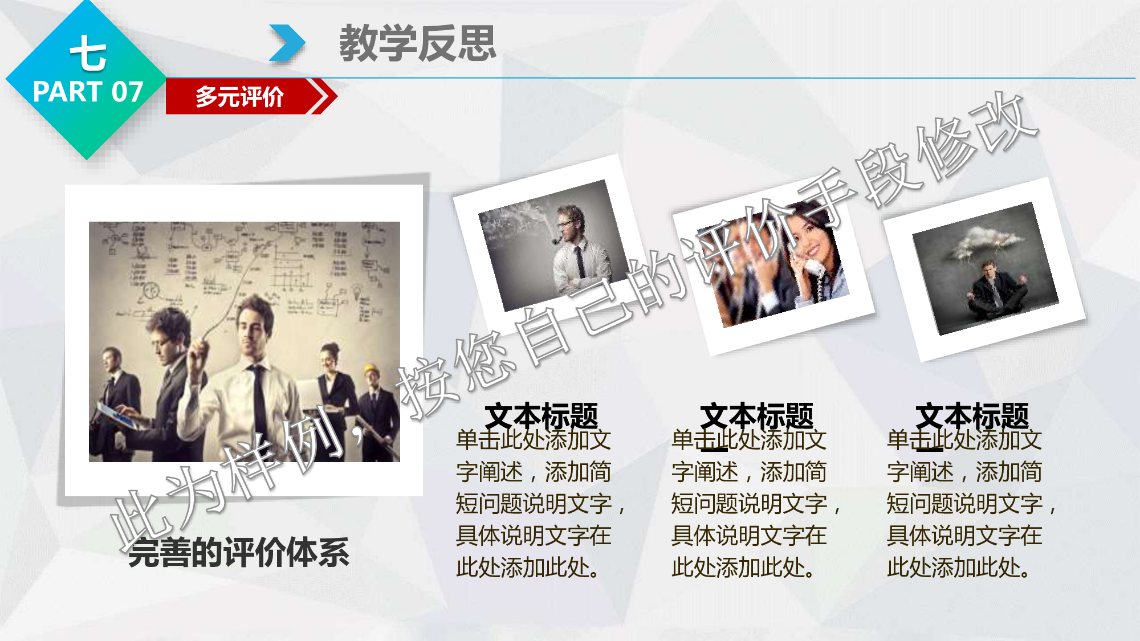 七
PART 07
教学反思
多元评价
此为样例，按您自己的评价手段修改
完善的评价体系
文本标题
单击此处添加文
字阐述，添加简
短问题说明文字，
具体说明文字在
此处添加此处。
文本标题
单击此处添加文
字阐述，添加简
短问题说明文字，
具体说明文字在
此处添加此处。
文本标题
单击此处添加文
字阐述，添加简
短问题说明文字，
具体说明文字在
此处添加此处。